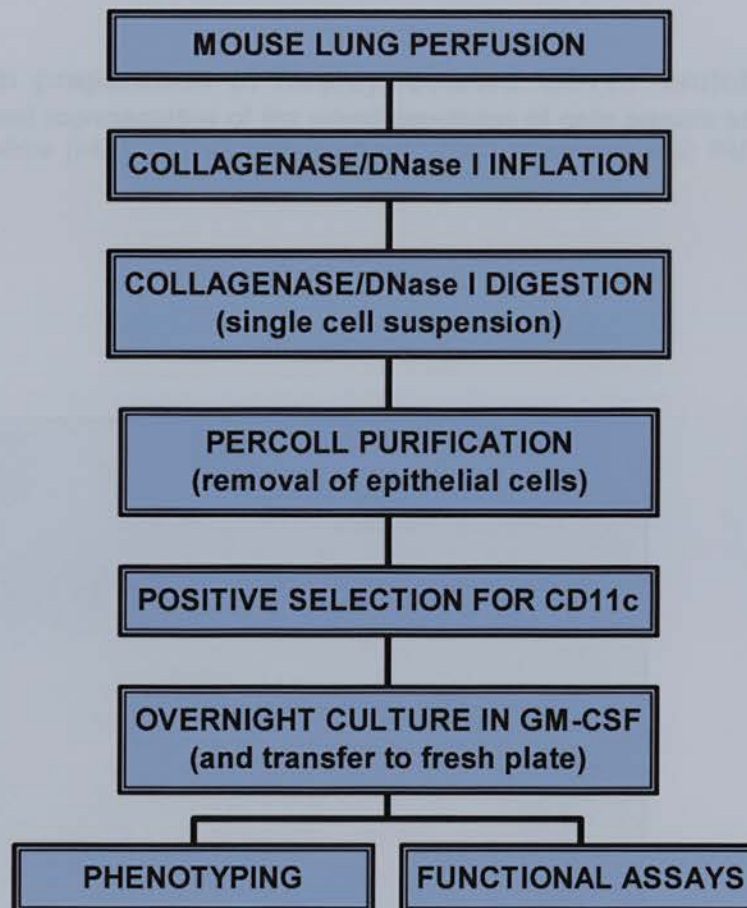 MOUSE LUNG PERFUSION
COLLAGENASE/DNase I INFLATION
COLLAGENASE/DNase I DIGESTION
(single cell suspension)
PERCOLL PURIFICATION
(removal of epithelial cells)
POSITIVE SELECTION FOR CD11c
OVERNIGHT CULTURE IN GM-CSF
(and transfer to fresh plate)
PHENOTYPING
FUNCTIONAL ASSAYS